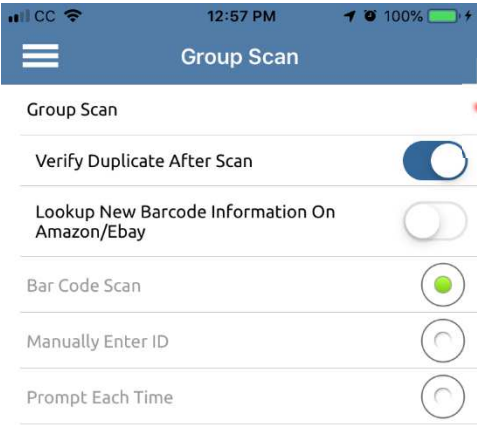 CC 12:57 PM 100%
Group Scan
Group Scan
Verify Duplicate After Scan
Lookup New Barcode Information On
Amazon/Ebay
Bar Code Scan
Manually Enter ID
Prompt Each Time